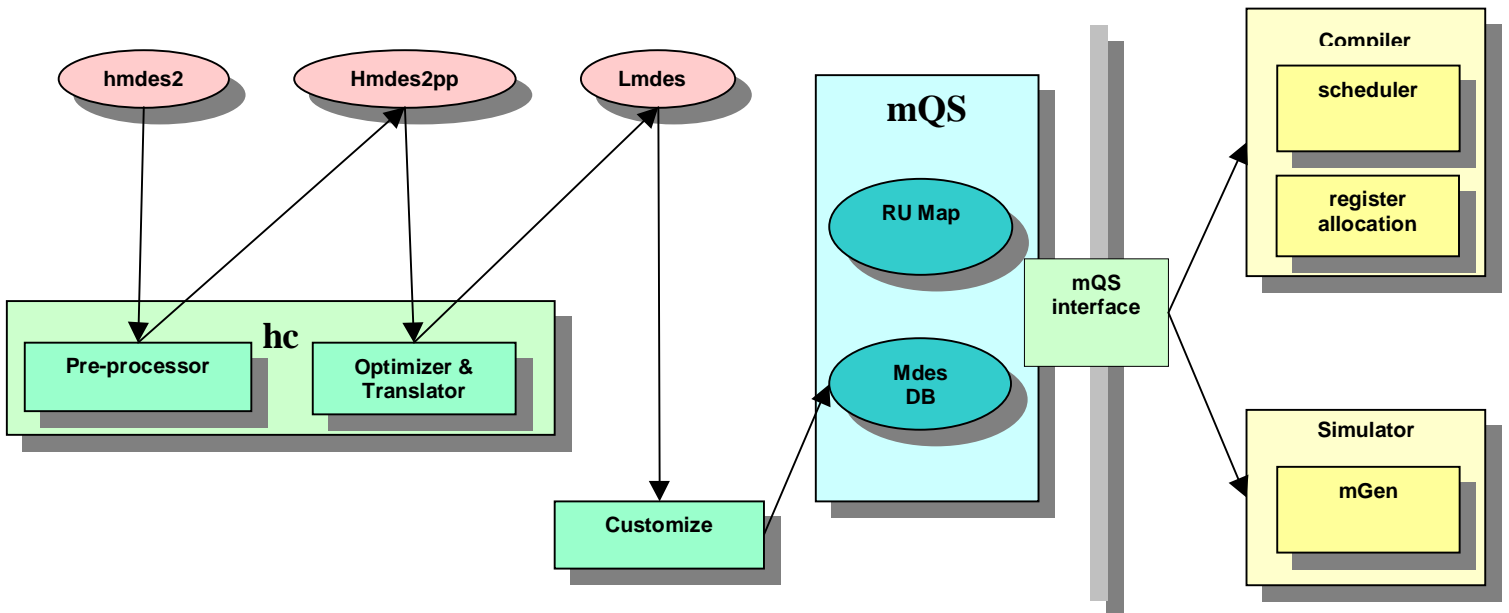 hmdes2
Hmdes2pp
Lmdes
hc
Pre-processor
Optimizer &
Translator
Customize
mQS
RU Map
Mdes
DB
mQS
interface
Compiler
scheduler
register
allocation
Simulator
mGen